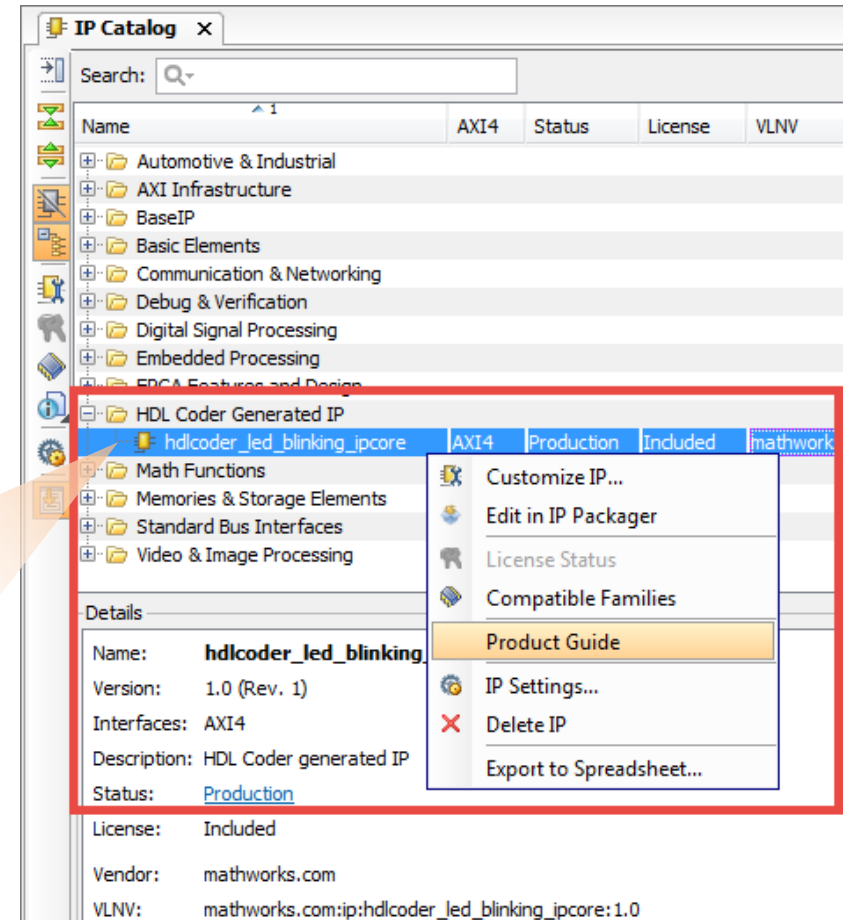 IP Catalog ×
Search:
Name 1 AXI4 Status License VLNV
Automotive & Industrial
AXI Infrastructure
BaseIP
Basic Elements
Communication & Networking
Debug & Verification
Digital Signal Processing
Embedded Processing
FPGA Features and Design
HDL Coder Generated IP
hdlcoder_led_blinking_ipcore AXI4 Production Included mathwork
Math Functions
Memories & Storage Elements
Standard Bus Interfaces
Video & Image Processing
Customize IP...
Edit in IP Packager
License Status
Compatible Families
Product Guide
IP Settings...
Delete IP
Export to Spreadsheet...
Details
Name: hdlcoder_led_blinking_
Version: 1.0 (Rev. 1)
Interfaces: AXI4
Description: HDL Coder generated IP
Status: Production
License: Included
Vendor: mathworks.com
VLNV: mathworks.com:ip:hdlcoder_led_blinking_ipcore:1.0